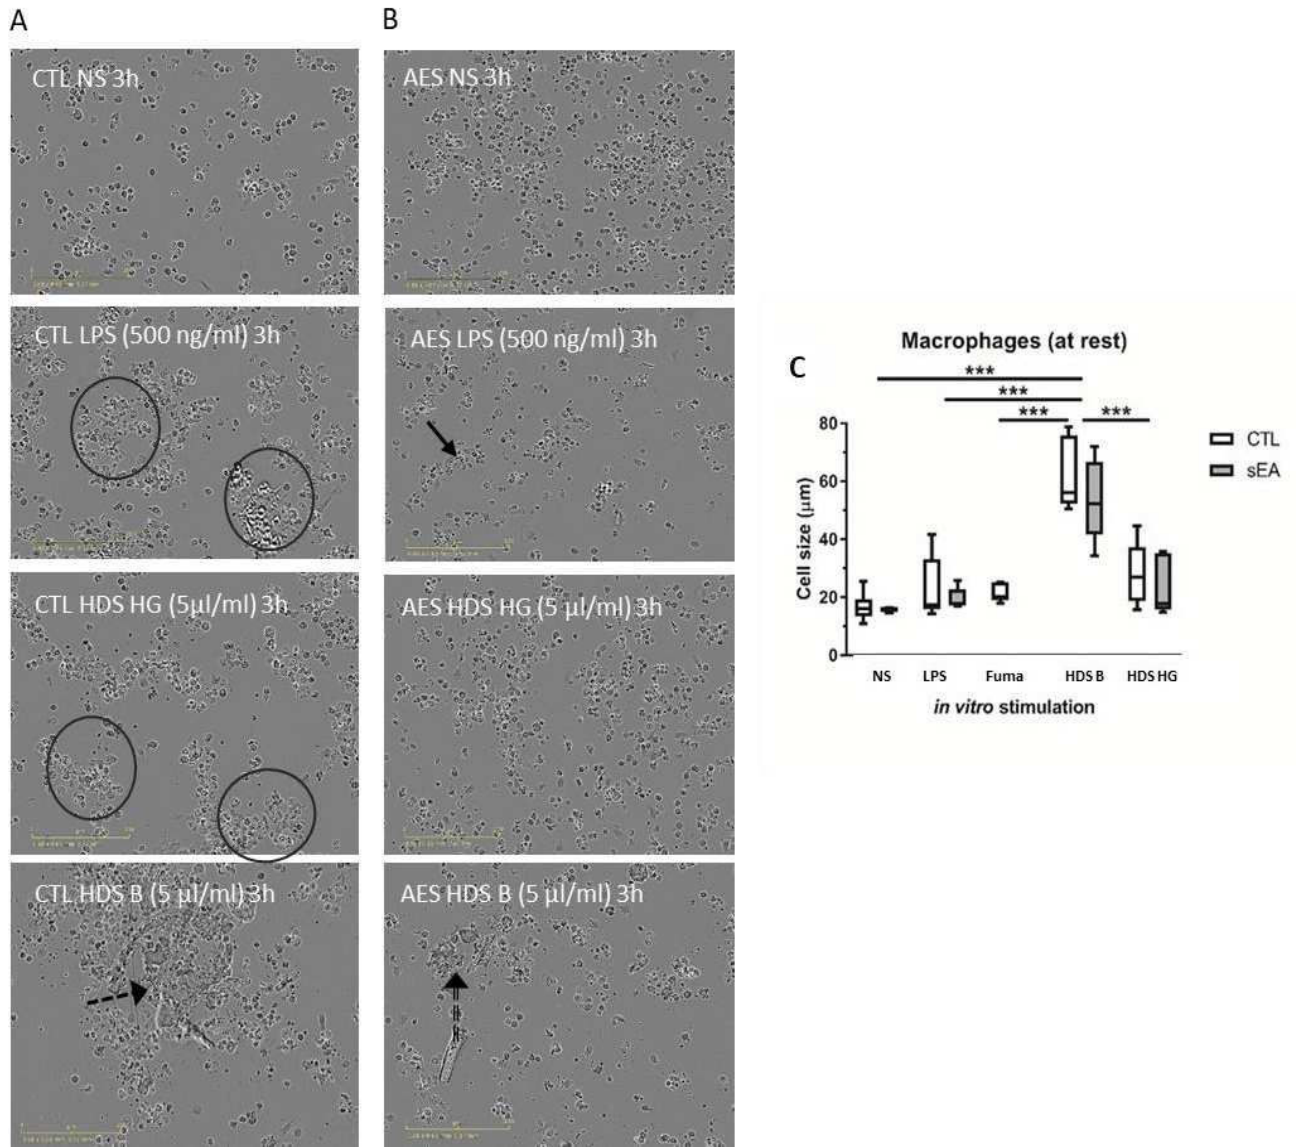 A
B
CTL NS 3h
AES NS 3h
CTL LPS (500 ng/ml) 3h
AES LPS (500 ng/ml) 3h
CTL HDS HG (5µl/ml) 3h
AES HDS HG (5 µl/ml) 3h
CTL HDS B (5 µl/ml) 3h
AES HDS B (5 µl/ml) 3h
C
Macrophages (at rest)
***
***
*** ***
CTL
sEA
Cell size (µm)
80
60
40
20
0
NS LPS Fuma HDS B HDS HG
in vitro stimulation